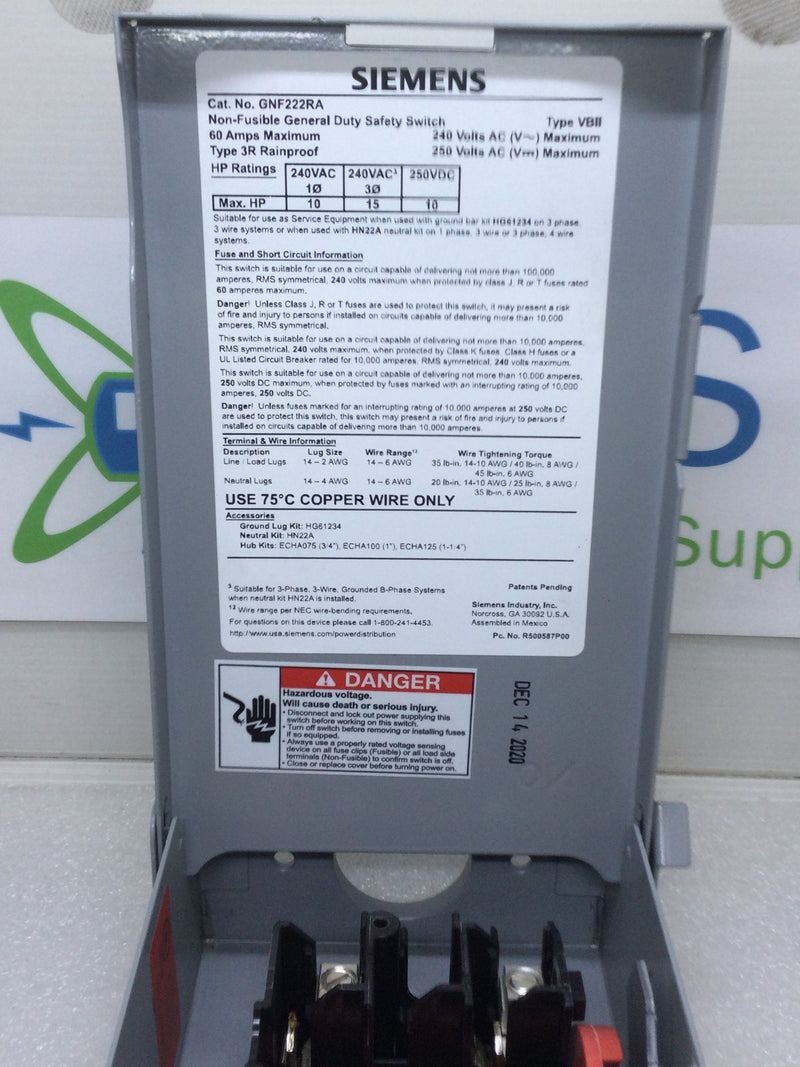 SIEMENS
Cat. No. GNF222RA
Non-Fusible General Duty Safety Switch Type VBII
60 Amps Maximum 240 Volts AC (V~) Maximum
Type 3R Rainproof 250 Volts AC (V⎓) Maximum
HP Ratings 240VAC 240VAC³ 250VDC
1Ø 3Ø
Max. HP 10 15 10
Suitable for use as Service Equipment when used with ground bar kit HG61234 on 3 phase,
3 wire systems or when used with HN22A neutral kit on 1 phase, 3 wire or 3 phase, 4 wire
systems.
Fuse and Short Circuit Information
This switch is suitable for use on a circuit capable of delivering not more than 100,000
amperes, RMS symmetrical, 240 volts maximum when protected by class J, R or T fuses rated
60 amperes maximum.
Danger! Unless Class J, R or T fuses are used to protect this switch, it may present a risk
of fire and injury to persons if installed on circuits capable of delivering more than 10,000
amperes, RMS symmetrical.
This switch is suitable for use on a circuit capable of delivering not more than 10,000 amperes,
RMS symmetrical, 240 volts maximum, when protected by Class K fuses, Class H fuses or a
UL Listed Circuit Breaker rated for 10,000 amperes, RMS symmetrical, 240 volts maximum.
This switch is suitable for use on a circuit capable of delivering not more than 10,000 amperes,
250 volts DC maximum, when protected by fuses marked with an interrupting rating of 10,000
amperes, 250 volts DC.
Danger! Unless fuses marked for an interrupting rating of 10,000 amperes at 250 volts DC
are used to protect this switch, this switch may present a risk of fire and injury to persons if
installed on circuits capable of delivering more than 10,000 amperes.
Terminal & Wire Information
Description Lug Size Wire Range¹² Wire Tightening Torque
Line / Load Lugs 14 – 2 AWG 14 – 6 AWG 35 lb-in. 14-10 AWG / 40 lb-in. 8 AWG /
45 lb-in. 6 AWG
Neutral Lugs 14 – 4 AWG 14 – 6 AWG 20 lb-in. 14-10 AWG / 25 lb-in. 8 AWG /
35 lb-in. 6 AWG
USE 75°C COPPER WIRE ONLY
Accessories
Ground Lug Kit: HG61234
Neutral Kit: HN22A
Hub Kits: ECHA075 (3/4"), ECHA100 (1"), ECHA125 (1-1/4")
³ Suitable for 3-Phase, 3-Wire, Grounded B-Phase Systems
when neutral kit HN22A is installed.
¹² Wire range per NEC wire-bending requirements.
For questions on this device please call 1-800-241-4453.
http://www.usa.siemens.com/powerdistribution
Patents Pending
Siemens Industry, Inc.
Norcross, GA 30092 U.S.A.
Assembled in Mexico
Pc. No. R500587P00
DANGER
Hazardous voltage.
Will cause death or serious injury.
• Disconnect and lock out power supplying this
switch before working on this switch.
• Turn off switch before removing or installing fuses
if so equipped.
• Always use a properly rated voltage sensing
device on all fuse clips (Fusible) or all load side
terminals (Non-Fusible) to confirm switch is off.
• Close or replace cover before turning power on.
DEC 14 2020
S
Supp